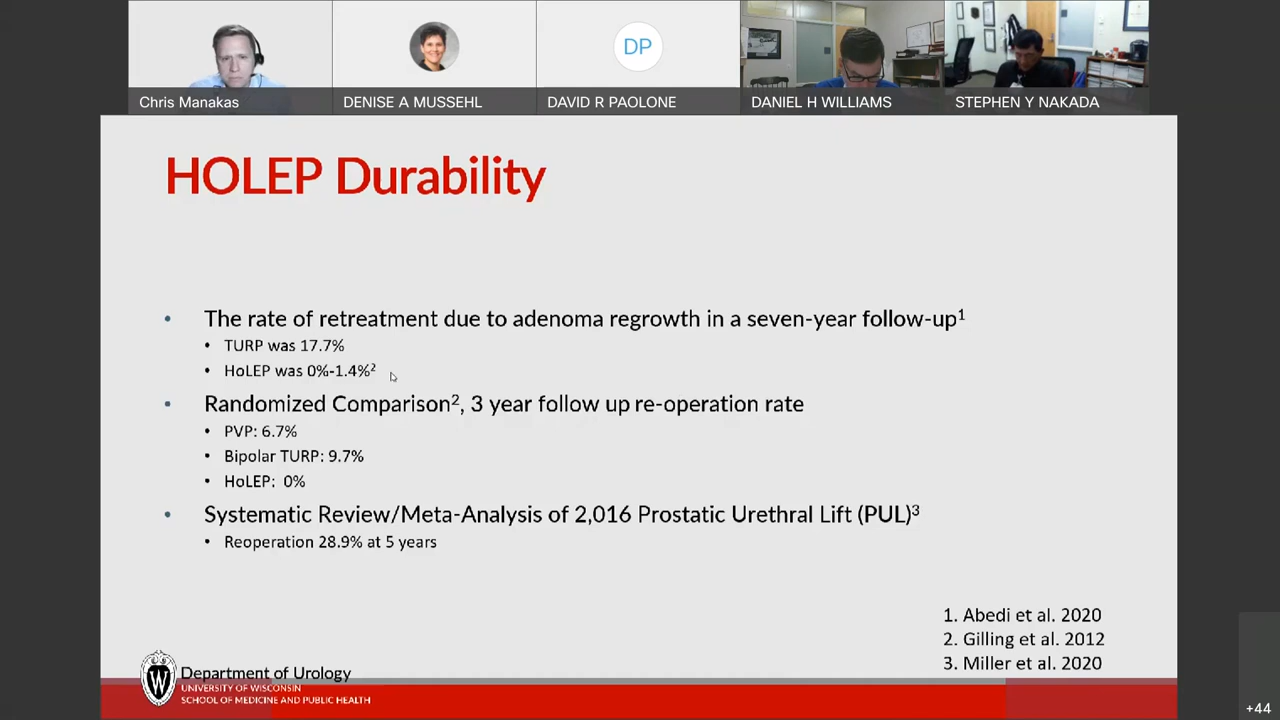 Chris Manakas
DENISE A MUSSEHL
DP
DAVID R PAOLONE
DANIEL H WILLIAMS
STEPHEN Y NAKADA
HOLEP Durability
• The rate of retreatment due to adenoma regrowth in a seven-year follow-up¹
• TURP was 17.7%
• HoLEP was 0%-1.4%²
• Randomized Comparison², 3 year follow up re-operation rate
• PVP: 6.7%
• Bipolar TURP: 9.7%
• HoLEP: 0%
• Systematic Review/Meta-Analysis of 2,016 Prostatic Urethral Lift (PUL)³
• Reoperation 28.9% at 5 years
1. Abedi et al. 2020
2. Gilling et al. 2012
3. Miller et al. 2020
W
Department of Urology
UNIVERSITY OF WISCONSIN
SCHOOL OF MEDICINE AND PUBLIC HEALTH
+44